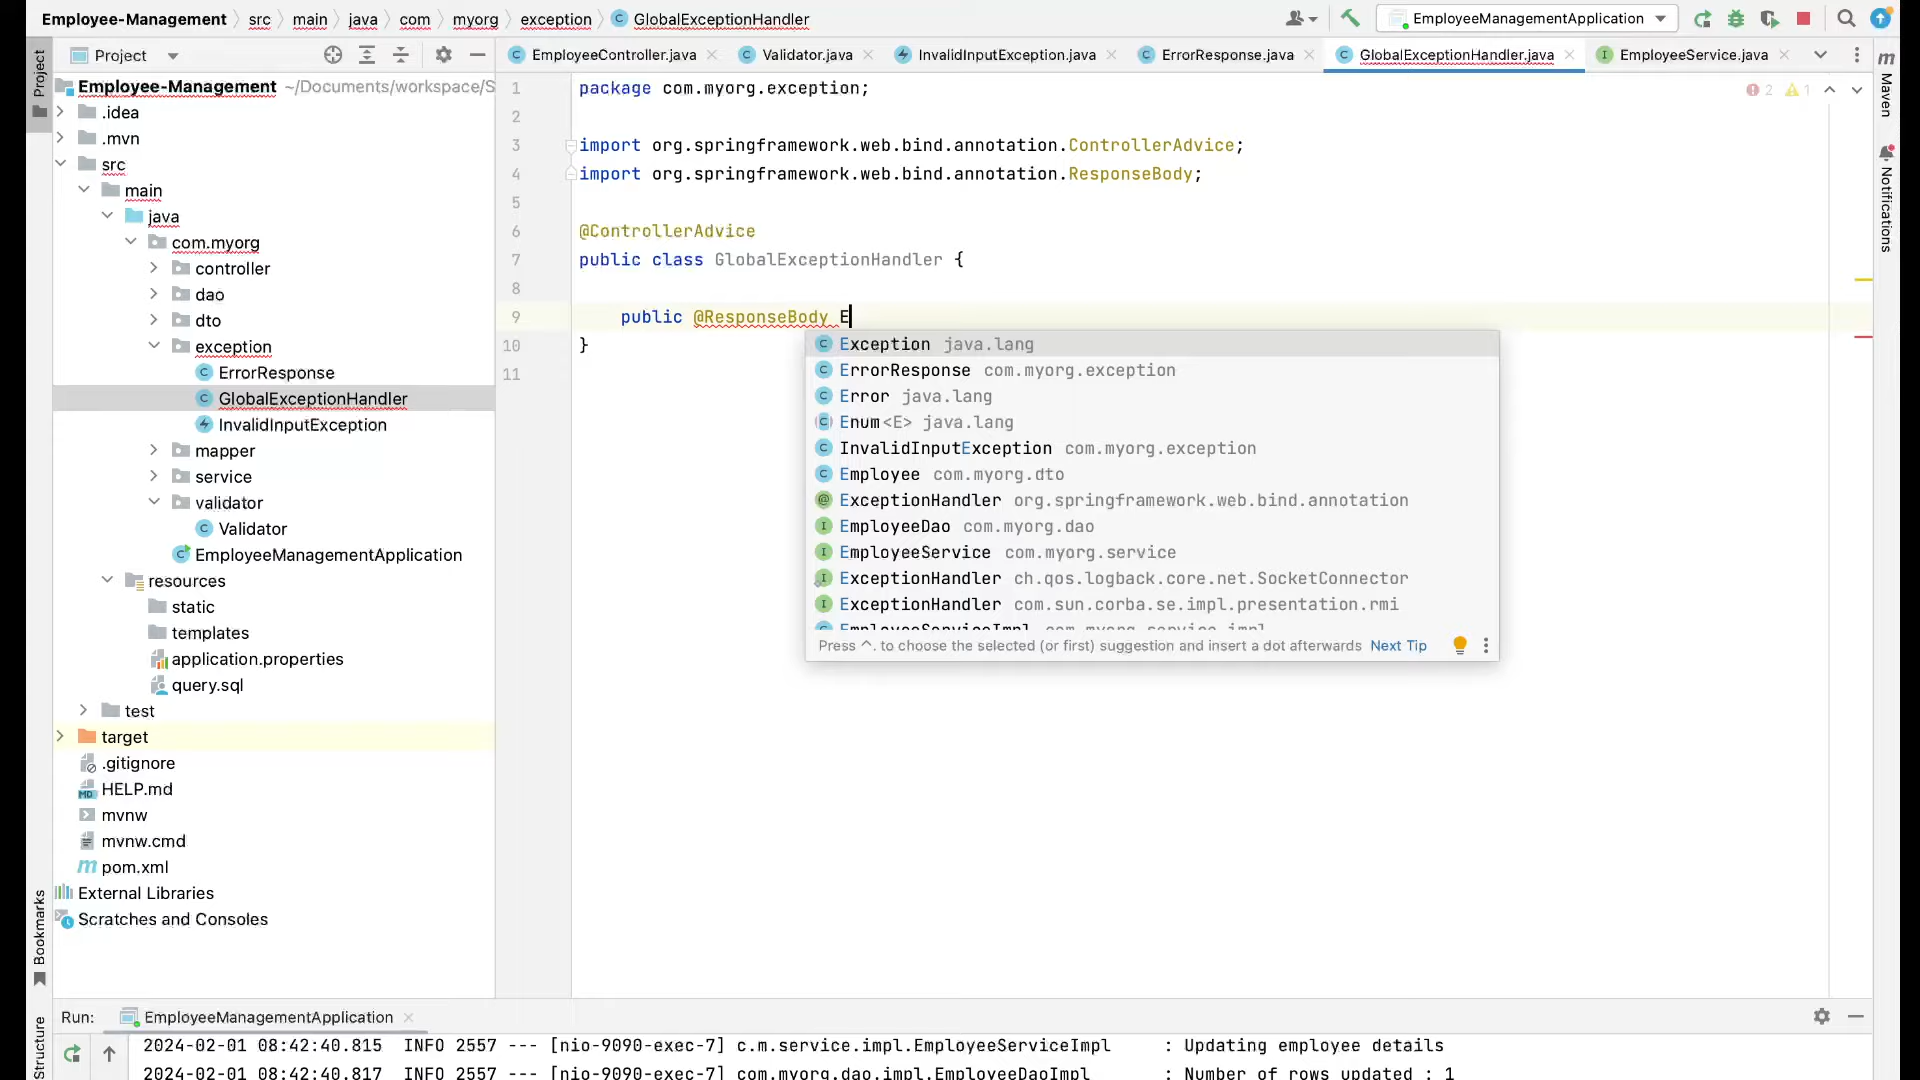 Employee-Management src main java com myorg exception GlobalExceptionHandler EmployeeManagementApplication
Project EmployeeController.java Validator.java InvalidInputException.java ErrorResponse.java GlobalExceptionHandler.java EmployeeService.java
Project
Bookmarks
Structure
Employee-Management ~/Documents/workspace/S
.idea
.mvn
src
main
java
com.myorg
controller
dao
dto
exception
ErrorResponse
GlobalExceptionHandler
InvalidInputException
mapper
service
validator
Validator
EmployeeManagementApplication
resources
static
templates
application.properties
query.sql
test
target
.gitignore
HELP.md
mvnw
mvnw.cmd
pom.xml
External Libraries
Scratches and Consoles
1 package com.myorg.exception;
2
3 import org.springframework.web.bind.annotation.ControllerAdvice;
4 import org.springframework.web.bind.annotation.ResponseBody;
5
6 @ControllerAdvice
7 public class GlobalExceptionHandler {
8
9 public @ResponseBody E
10 }
11
2 1
Exception java.lang
ErrorResponse com.myorg.exception
Error java.lang
Enum<E> java.lang
InvalidInputException com.myorg.exception
Employee com.myorg.dto
ExceptionHandler org.springframework.web.bind.annotation
EmployeeDao com.myorg.dao
EmployeeService com.myorg.service
ExceptionHandler ch.qos.logback.core.net.SocketConnector
ExceptionHandler com.sun.corba.se.impl.presentation.rmi
EmployeeServiceImpl com.myorg.service.impl
Press ^. to choose the selected (or first) suggestion and insert a dot afterwards Next Tip
Maven
Notifications
Run: EmployeeManagementApplication
2024-02-01 08:42:40.815 INFO 2557 --- [nio-9090-exec-7] c.m.service.impl.EmployeeServiceImpl : Updating employee details
2024-02-01 08:42:40.817 INFO 2557 --- [nio-9090-exec-7] com.myorg.dao.impl.EmployeeDaoImpl : Number of rows updated : 1